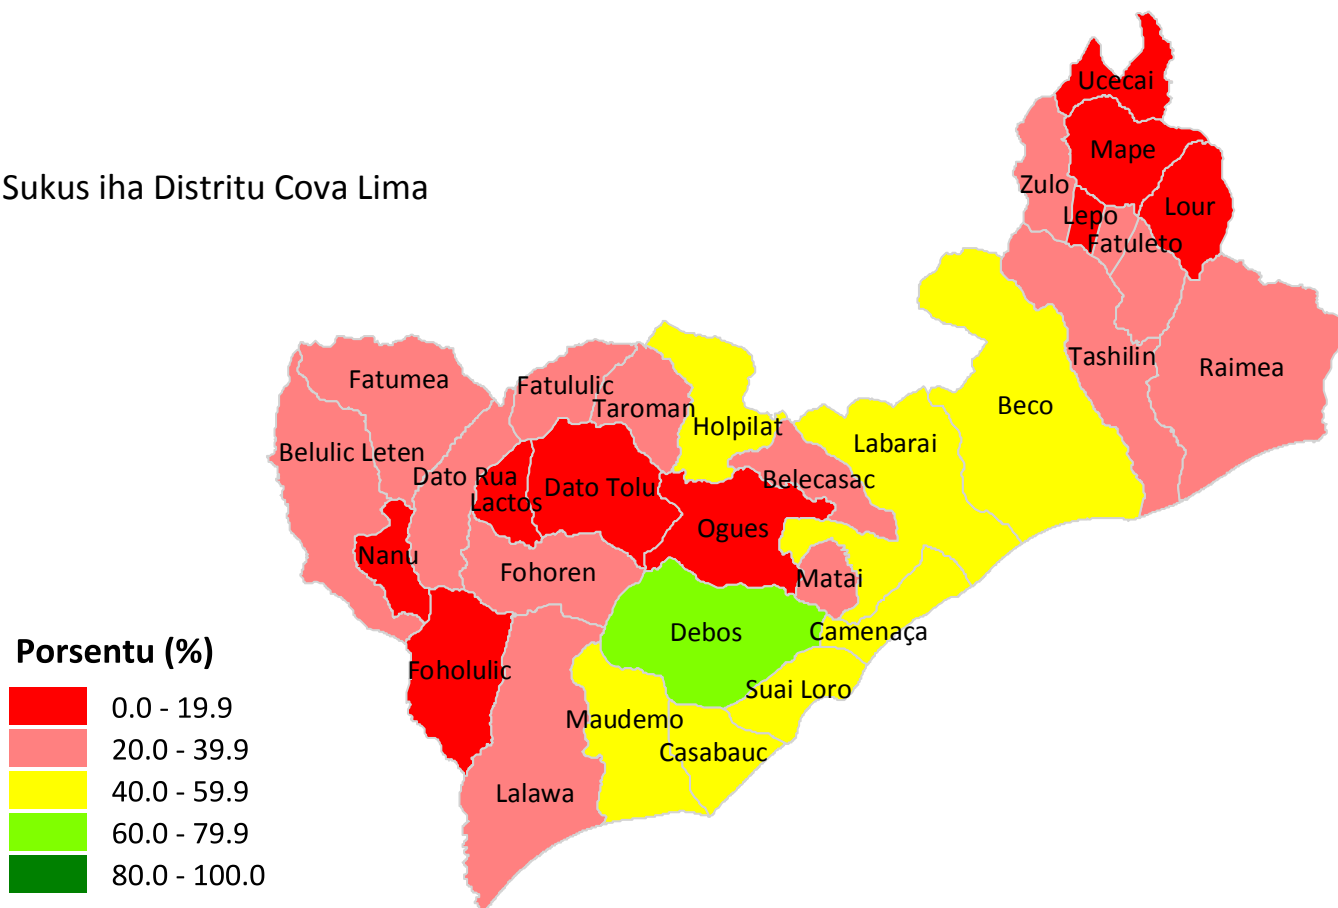 Ucecai
Mape
Sukus iha Distritu Cova Lima
Zulo
Lour
Lepo
Fatuleto
Tashilin
Raimea
Fatumea
Fatululic
Taroman
Beco
Holpilat
Labarai
Belulic Leten
Dato Rua
Belecasac
Lactos
Dato Tolu
Ogues
Nanu
Fohoren
Matai
Debos
Camenaça
Porsentu (%)
Foholulic
Suai Loro
0.0 - 19.9
Maudemo
20.0 - 39.9
Casabauc
40.0 - 59.9
Lalawa
60.0 - 79.9
80.0 - 100.0